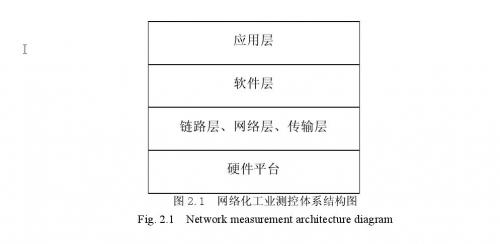 应用层
软件层
链路层、网络层、传输层
硬件平台
图 2.1 网络化工业测控体系结构图
Fig. 2.1 Network measurement architecture diagram